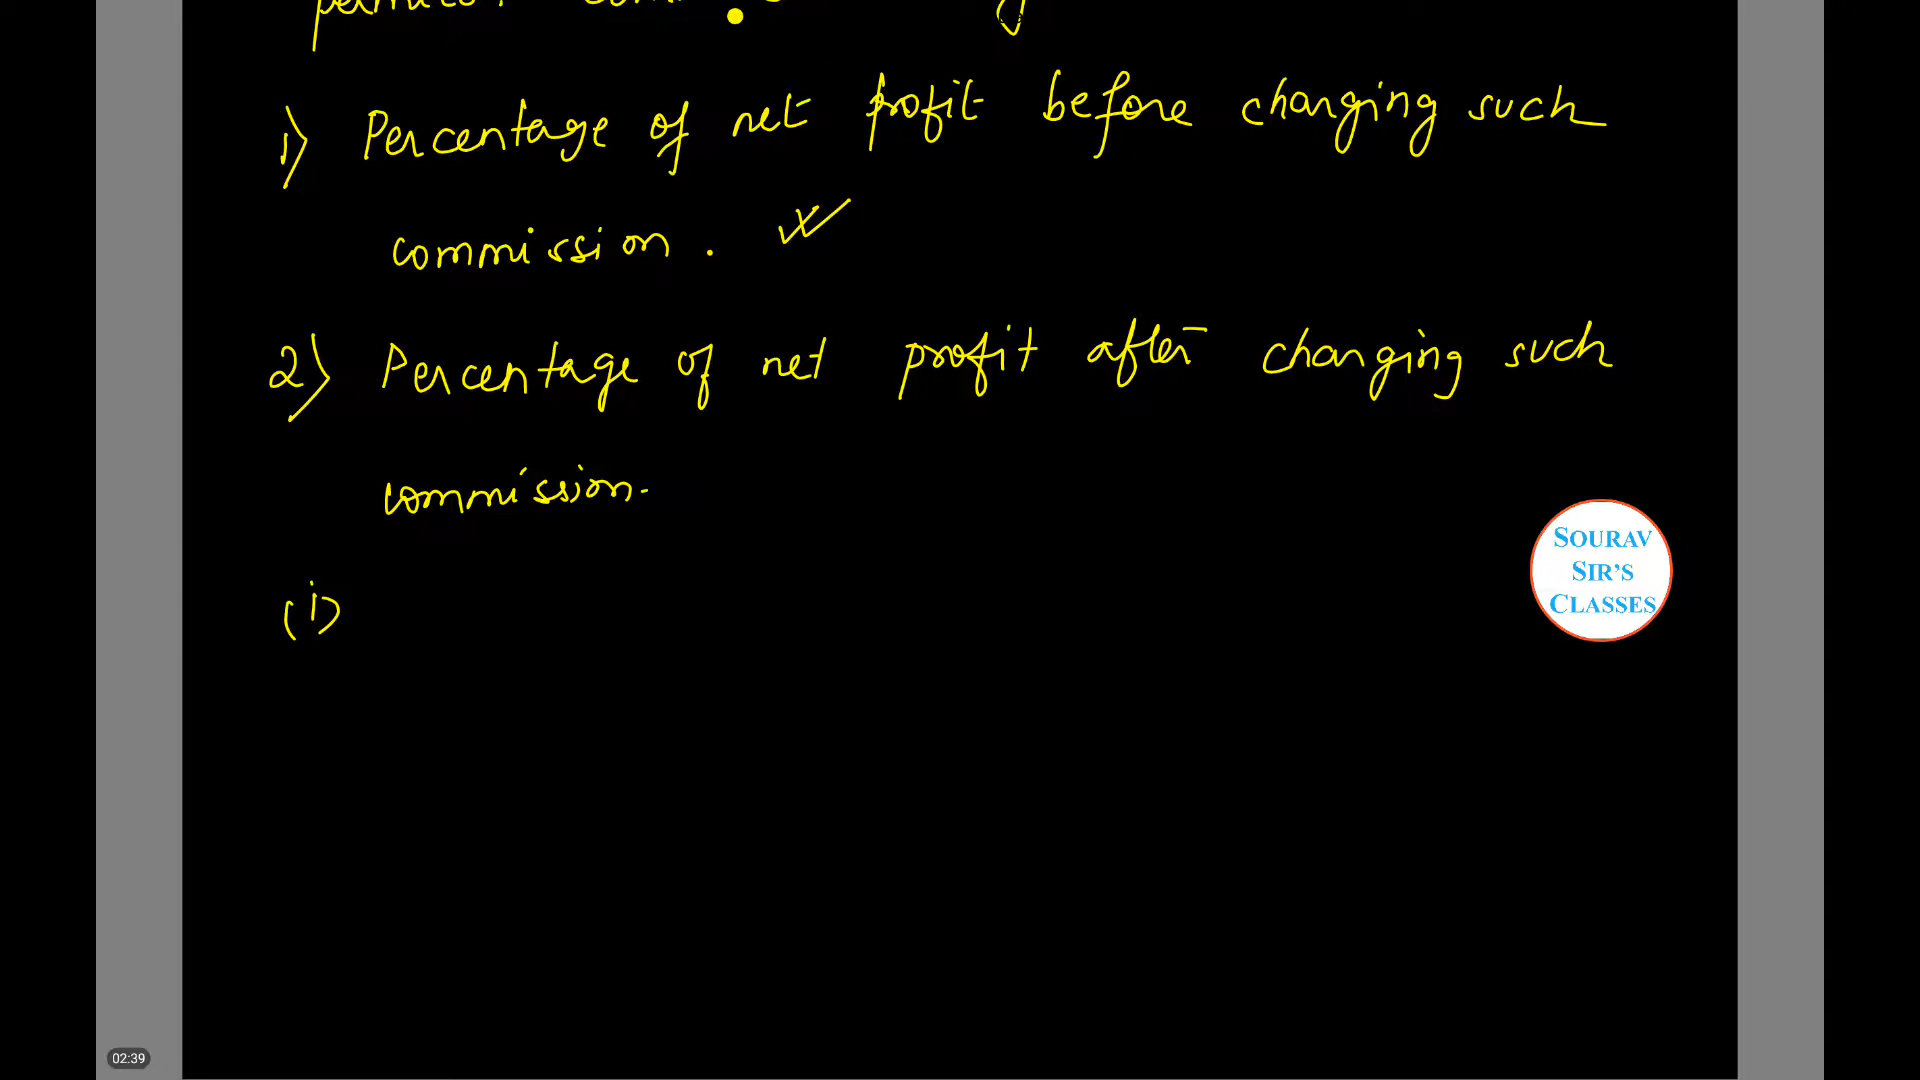 1) Percentage of net profit before changing such
commission.
2) Percentage of net profit after changing such
commission.
(i)
SOURAV
SIR'S
CLASSES
02:39